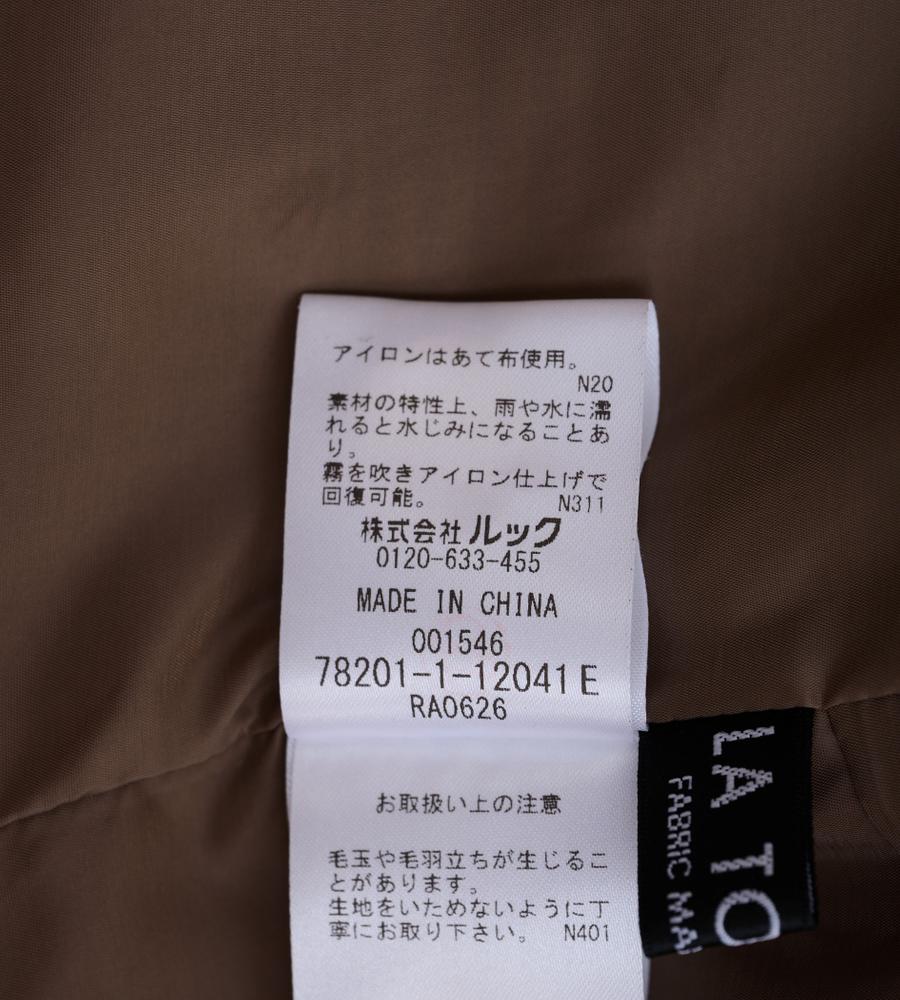 アイロンはあて布使用。
N20
素材の特性上、雨や水に濡
れると水じみになることあ
り。
霧を吹きアイロン仕上げで
回復可能。 N311
株式会社 ルック
0120-633-455
MADE IN CHINA
001546
78201-1-12041 E
RA0626
お取扱い上の注意
毛玉や毛羽立ちが生じるこ
とがあります。
生地をいためないように丁
寧にお取り下さい。 N401
LA TO
FABRIC MA